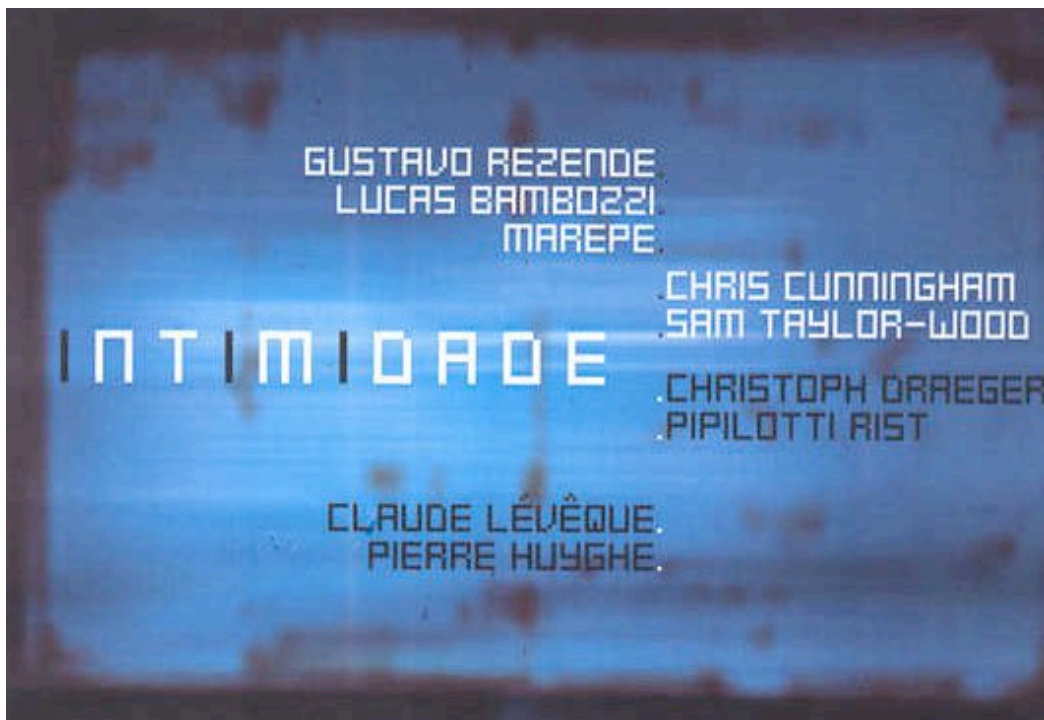 GUSTAVO REZENDE.
LUCAS BAMBOZZI.
MAREPE.
.CHRIS CUNNINGHAM
.SAM TAYLOR-WOOD
INTIMIDADE
.CHRISTOPH DRAEGER
.PIPILOTTI RIST
CLAUDE LÉVÊQUE.
PIERRE HUYGHE.